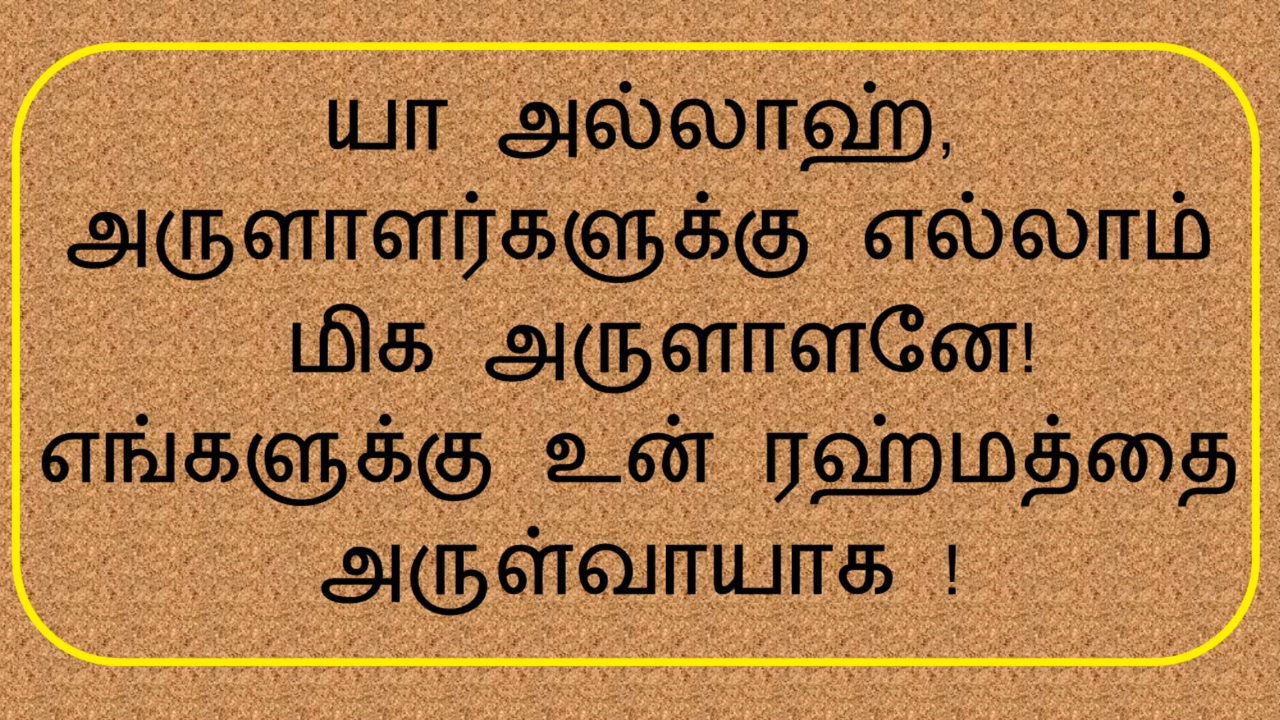 யா அல்லாஹ்,
அருளாளர்களுக்கு எல்லாம்
மிக அருளாளனே!
எங்களுக்கு உன் ரஹ்மத்தை
அருள்வாயாக !